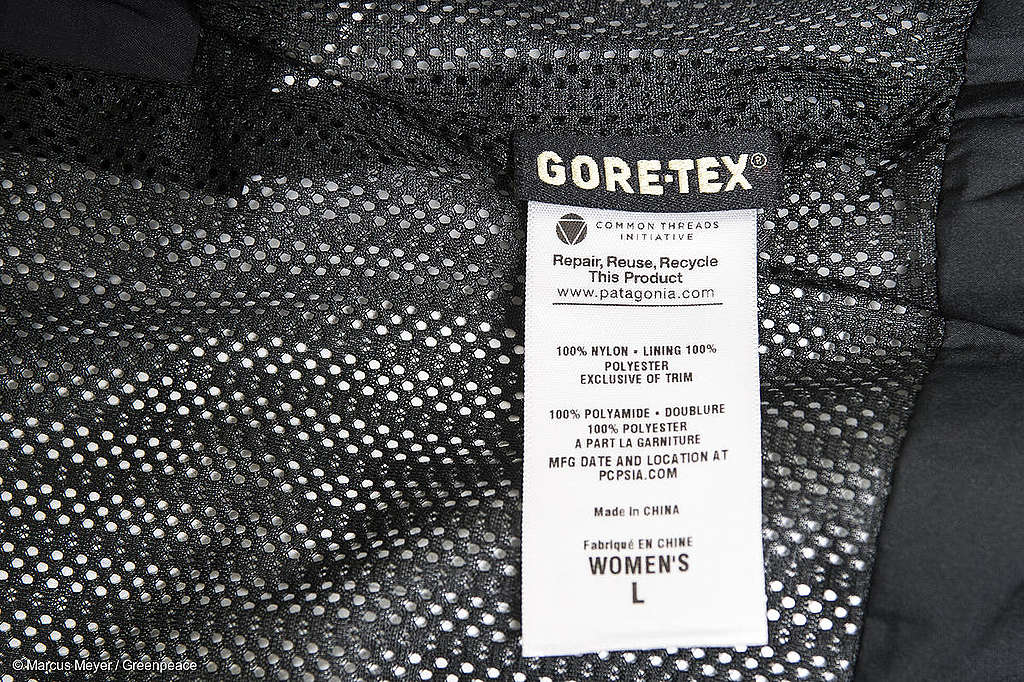 GORE-TEX®
COMMON THREADS
INITIATIVE
Repair, Reuse, Recycle
This Product
www.patagonia.com
100% NYLON • LINING 100%
POLYESTER
EXCLUSIVE OF TRIM
100% POLYAMIDE • DOUBLURE
100% POLYESTER
A PART LA GARNITURE
MFG DATE AND LOCATION AT
PCPSIA.COM
Made In CHINA
Fabriqué EN CHINE
WOMEN'S
L
© Marcus Meyer / Greenpeace